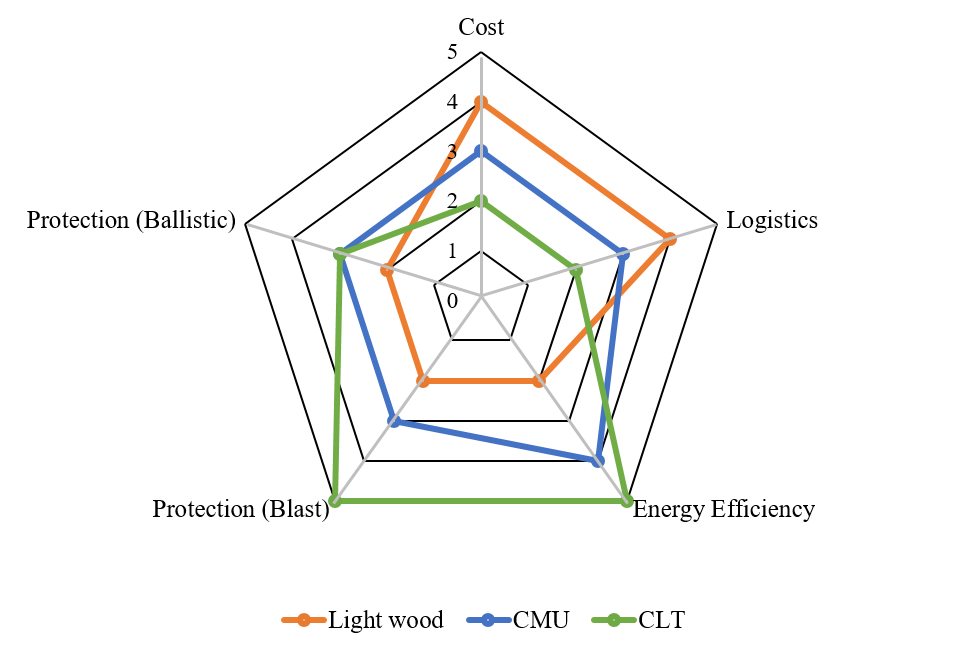 Cost
5
4
3
2
1
0
Protection (Ballistic)
Logistics
Protection (Blast)
Energy Efficiency
Light wood
CMU
CLT